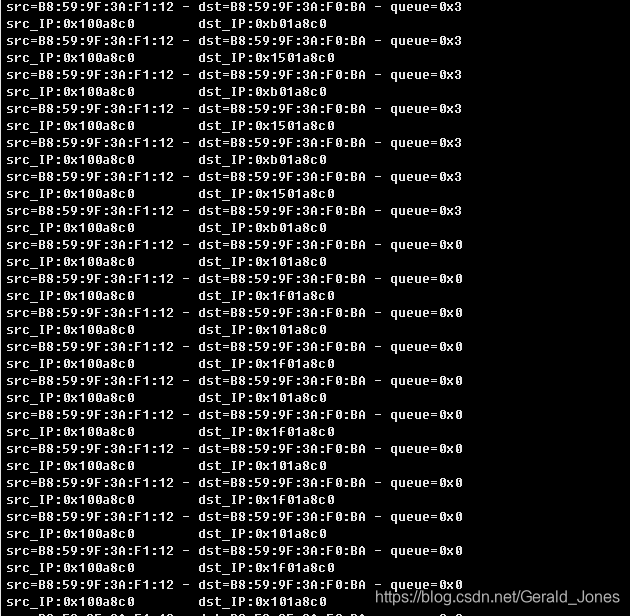 src=B8:59:9F:3A:F1:12 - dst=B8:59:9F:3A:F0:BA - queue=0x3
src_IP:0x100a8c0 dst_IP:0xb01a8c0
src=B8:59:9F:3A:F1:12 - dst=B8:59:9F:3A:F0:BA - queue=0x3
src_IP:0x100a8c0 dst_IP:0x1501a8c0
src=B8:59:9F:3A:F1:12 - dst=B8:59:9F:3A:F0:BA - queue=0x3
src_IP:0x100a8c0 dst_IP:0xb01a8c0
src=B8:59:9F:3A:F1:12 - dst=B8:59:9F:3A:F0:BA - queue=0x3
src_IP:0x100a8c0 dst_IP:0x1501a8c0
src=B8:59:9F:3A:F1:12 - dst=B8:59:9F:3A:F0:BA - queue=0x3
src_IP:0x100a8c0 dst_IP:0xb01a8c0
src=B8:59:9F:3A:F1:12 - dst=B8:59:9F:3A:F0:BA - queue=0x3
src_IP:0x100a8c0 dst_IP:0x1501a8c0
src=B8:59:9F:3A:F1:12 - dst=B8:59:9F:3A:F0:BA - queue=0x3
src_IP:0x100a8c0 dst_IP:0xb01a8c0
src=B8:59:9F:3A:F1:12 - dst=B8:59:9F:3A:F0:BA - queue=0x0
src_IP:0x100a8c0 dst_IP:0x101a8c0
src=B8:59:9F:3A:F1:12 - dst=B8:59:9F:3A:F0:BA - queue=0x0
src_IP:0x100a8c0 dst_IP:0x1f01a8c0
src=B8:59:9F:3A:F1:12 - dst=B8:59:9F:3A:F0:BA - queue=0x0
src_IP:0x100a8c0 dst_IP:0x101a8c0
src=B8:59:9F:3A:F1:12 - dst=B8:59:9F:3A:F0:BA - queue=0x0
src_IP:0x100a8c0 dst_IP:0x1f01a8c0
src=B8:59:9F:3A:F1:12 - dst=B8:59:9F:3A:F0:BA - queue=0x0
src_IP:0x100a8c0 dst_IP:0x101a8c0
src=B8:59:9F:3A:F1:12 - dst=B8:59:9F:3A:F0:BA - queue=0x0
src_IP:0x100a8c0 dst_IP:0x1f01a8c0
src=B8:59:9F:3A:F1:12 - dst=B8:59:9F:3A:F0:BA - queue=0x0
src_IP:0x100a8c0 dst_IP:0x101a8c0
src=B8:59:9F:3A:F1:12 - dst=B8:59:9F:3A:F0:BA - queue=0x0
src_IP:0x100a8c0 dst_IP:0x1f01a8c0
src=B8:59:9F:3A:F1:12 - dst=B8:59:9F:3A:F0:BA - queue=0x0
src_IP:0x100a8c0 dst_IP:0x101a8c0
src=B8:59:9F:3A:F1:12 - dst=B8:59:9F:3A:F0:BA - queue=0x0
src_IP:0x100a8c0 dst_IP:0x1f01a8c0
src=B8:59:9F:3A:F1:12 - dst=B8:59:9F:3A:F0:BA - queue=0x0
src_IP:0x100a8c0 dst_IP:0x101a8c0
https://blog.csdn.net/Gerald_Jones